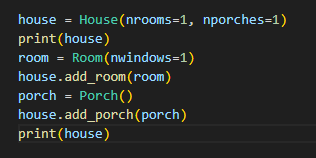 house = House(nrooms=1, nporches=1)
print(house)
room = Room(nwindows=1)
house.add_room(room)
porch = Porch()
house.add_porch(porch)
print(house)